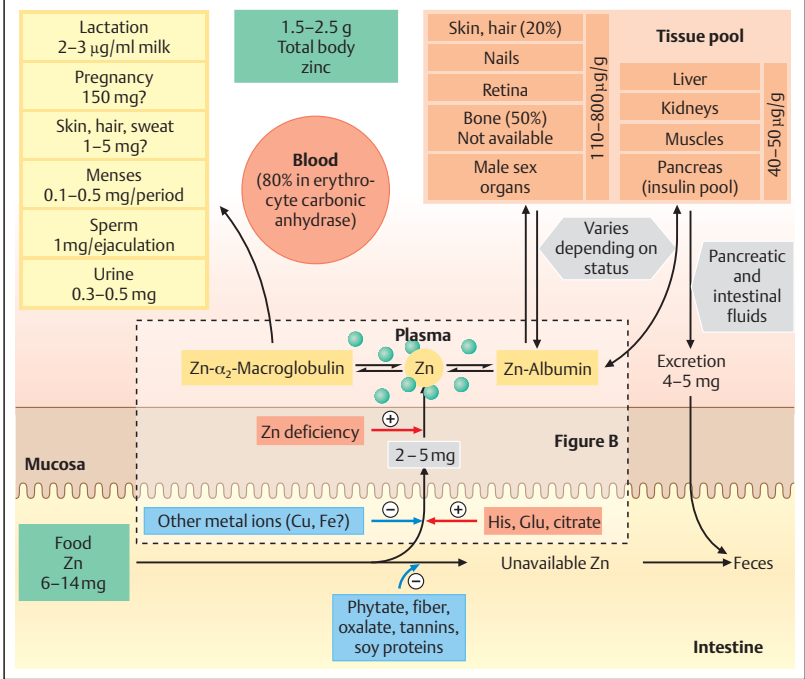 Lactation
2–3 µg/ml milk
Pregnancy
150 mg?
Skin, hair, sweat
1–5 mg?
Menses
0.1–0.5 mg/period
Sperm
1mg/ejaculation
Urine
0.3–0.5 mg
1.5–2.5 g
Total body
zinc
Blood
(80% in erythro-
cyte carbonic
anhydrase)
Skin, hair (20%)
Nails
Retina
Bone (50%)
Not available
Male sex
organs
110–800 µg/g
Tissue pool
Liver
Kidneys
Muscles
Pancreas
(insulin pool)
40–50 µg/g
Varies
depending on
status
Pancreatic
and
intestinal
fluids
Plasma
Zn-α₂-Macroglobulin
Zn
Zn-Albumin
Excretion
4–5 mg
+
Zn deficiency
Figure B
2–5 mg
Mucosa
−
+
Other metal ions (Cu, Fe?)
His, Glu, citrate
Food
Zn
6–14mg
Unavailable Zn
Feces
−
Phytate, fiber,
oxalate, tannins,
soy proteins
Intestine